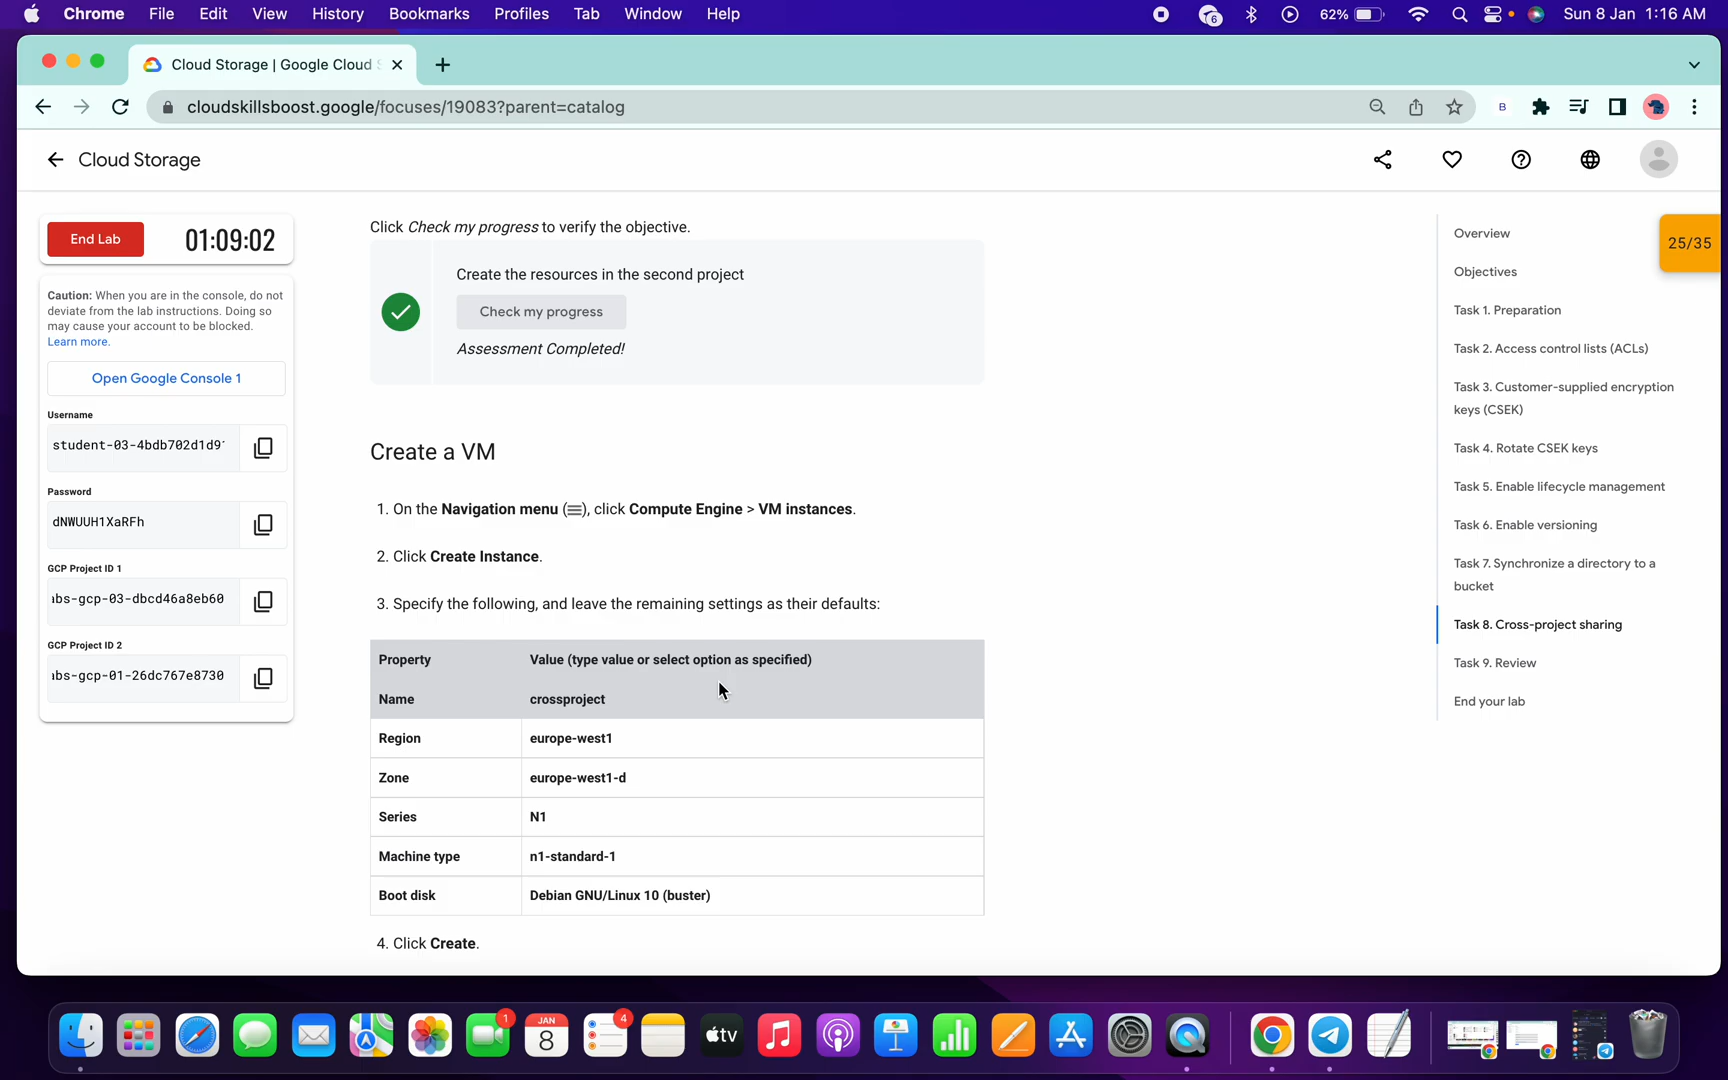 Chrome File Edit View History Bookmarks Profiles Tab Window Help 6 62% Sun 8 Jan 1:16 AM
Cloud Storage | Google Cloud S
cloudskillsboost.google/focuses/19083?parent=catalog B
Cloud Storage
End Lab 01:09:02
Caution: When you are in the console, do not
deviate from the lab instructions. Doing so
may cause your account to be blocked.
Learn more.
Open Google Console 1
Username
student-03-4bdb702d1d9
Password
dNWUUH1XaRFh
GCP Project ID 1
bs-gcp-03-dbcd46a8eb60
GCP Project ID 2
bs-gcp-01-26dc767e8730
Click Check my progress to verify the objective.
Create the resources in the second project
Check my progress
Assessment Completed!
Create a VM
1. On the Navigation menu (), click Compute Engine > VM instances.
2. Click Create Instance.
3. Specify the following, and leave the remaining settings as their defaults:
Property Value (type value or select option as specified)
Name crossproject
Region europe-west1
Zone europe-west1-d
Series N1
Machine type n1-standard-1
Boot disk Debian GNU/Linux 10 (buster)
4. Click Create.
Overview
Objectives
Task 1. Preparation
Task 2. Access control lists (ACLs)
Task 3. Customer-supplied encryption
keys (CSEK)
Task 4. Rotate CSEK keys
Task 5. Enable lifecycle management
Task 6. Enable versioning
Task 7. Synchronize a directory to a
bucket
Task 8. Cross-project sharing
Task 9. Review
End your lab
25/35
1 JAN 8 4 tv